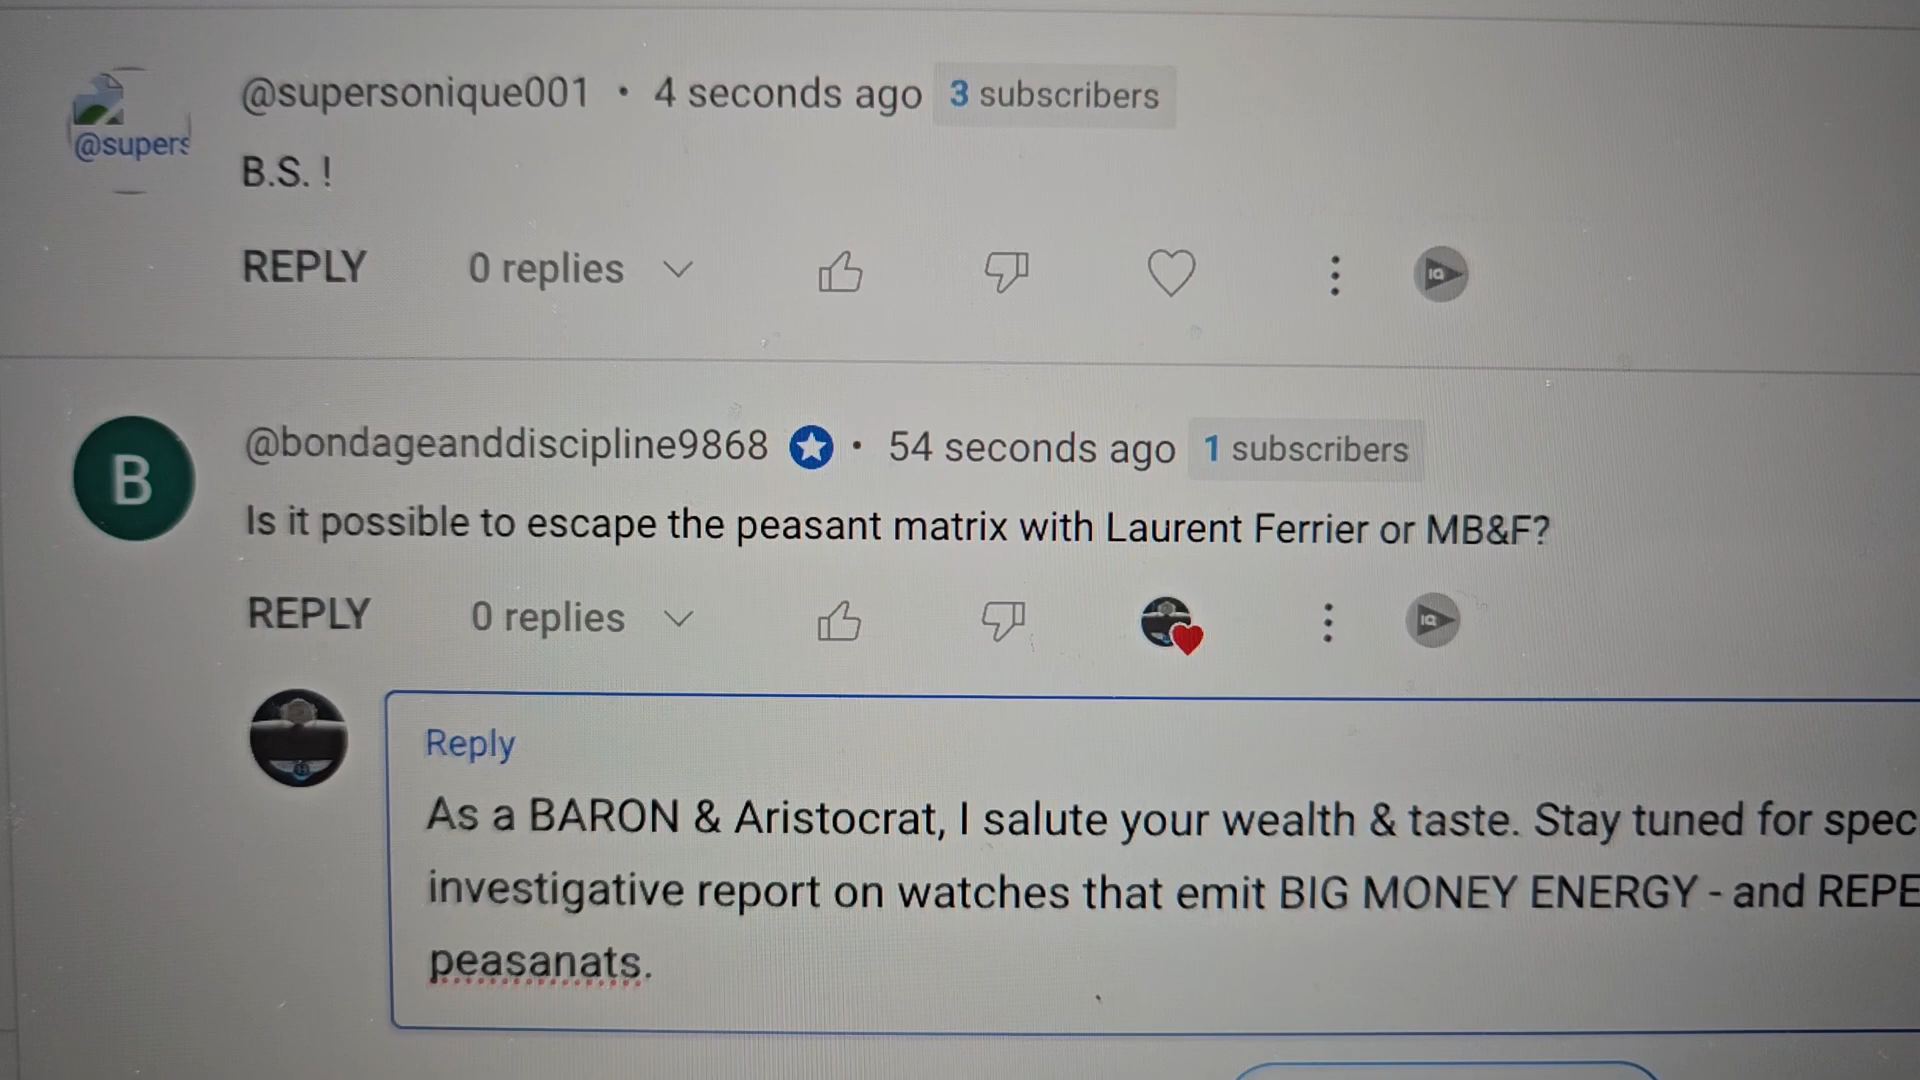 @supersonique001 • 4 seconds ago 3 subscribers
@supers
B.S. !
REPLY 0 replies
IQ
B
@bondageanddiscipline9868 • 54 seconds ago 1 subscribers
Is it possible to escape the peasant matrix with Laurent Ferrier or MB&F?
REPLY 0 replies
IQ
Reply
As a BARON & Aristocrat, I salute your wealth & taste. Stay tuned for spec
investigative report on watches that emit BIG MONEY ENERGY - and REPE
peasanats.